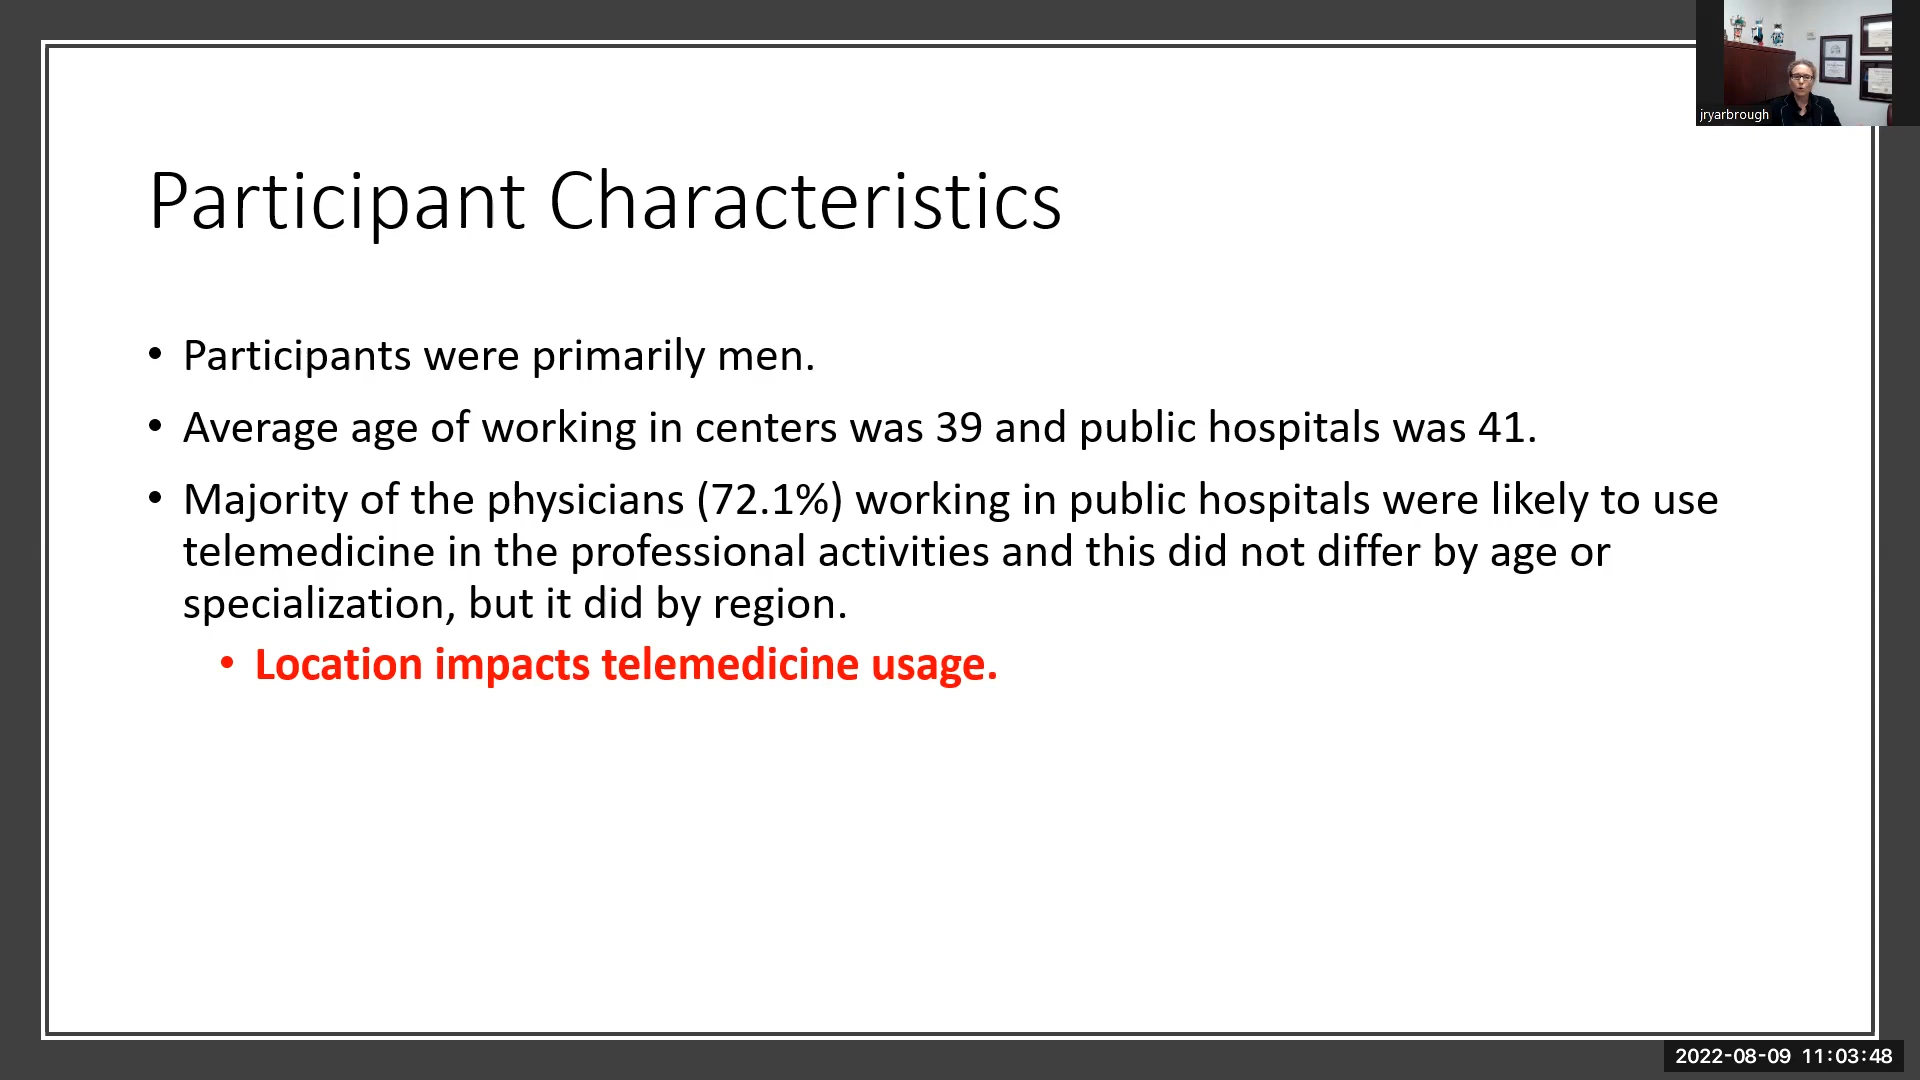 jryarbrough
Participant Characteristics
• Participants were primarily men.
• Average age of working in centers was 39 and public hospitals was 41.
• Majority of the physicians (72.1%) working in public hospitals were likely to use
telemedicine in the professional activities and this did not differ by age or
specialization, but it did by region.
• Location impacts telemedicine usage.
2022-08-09 11:03:48